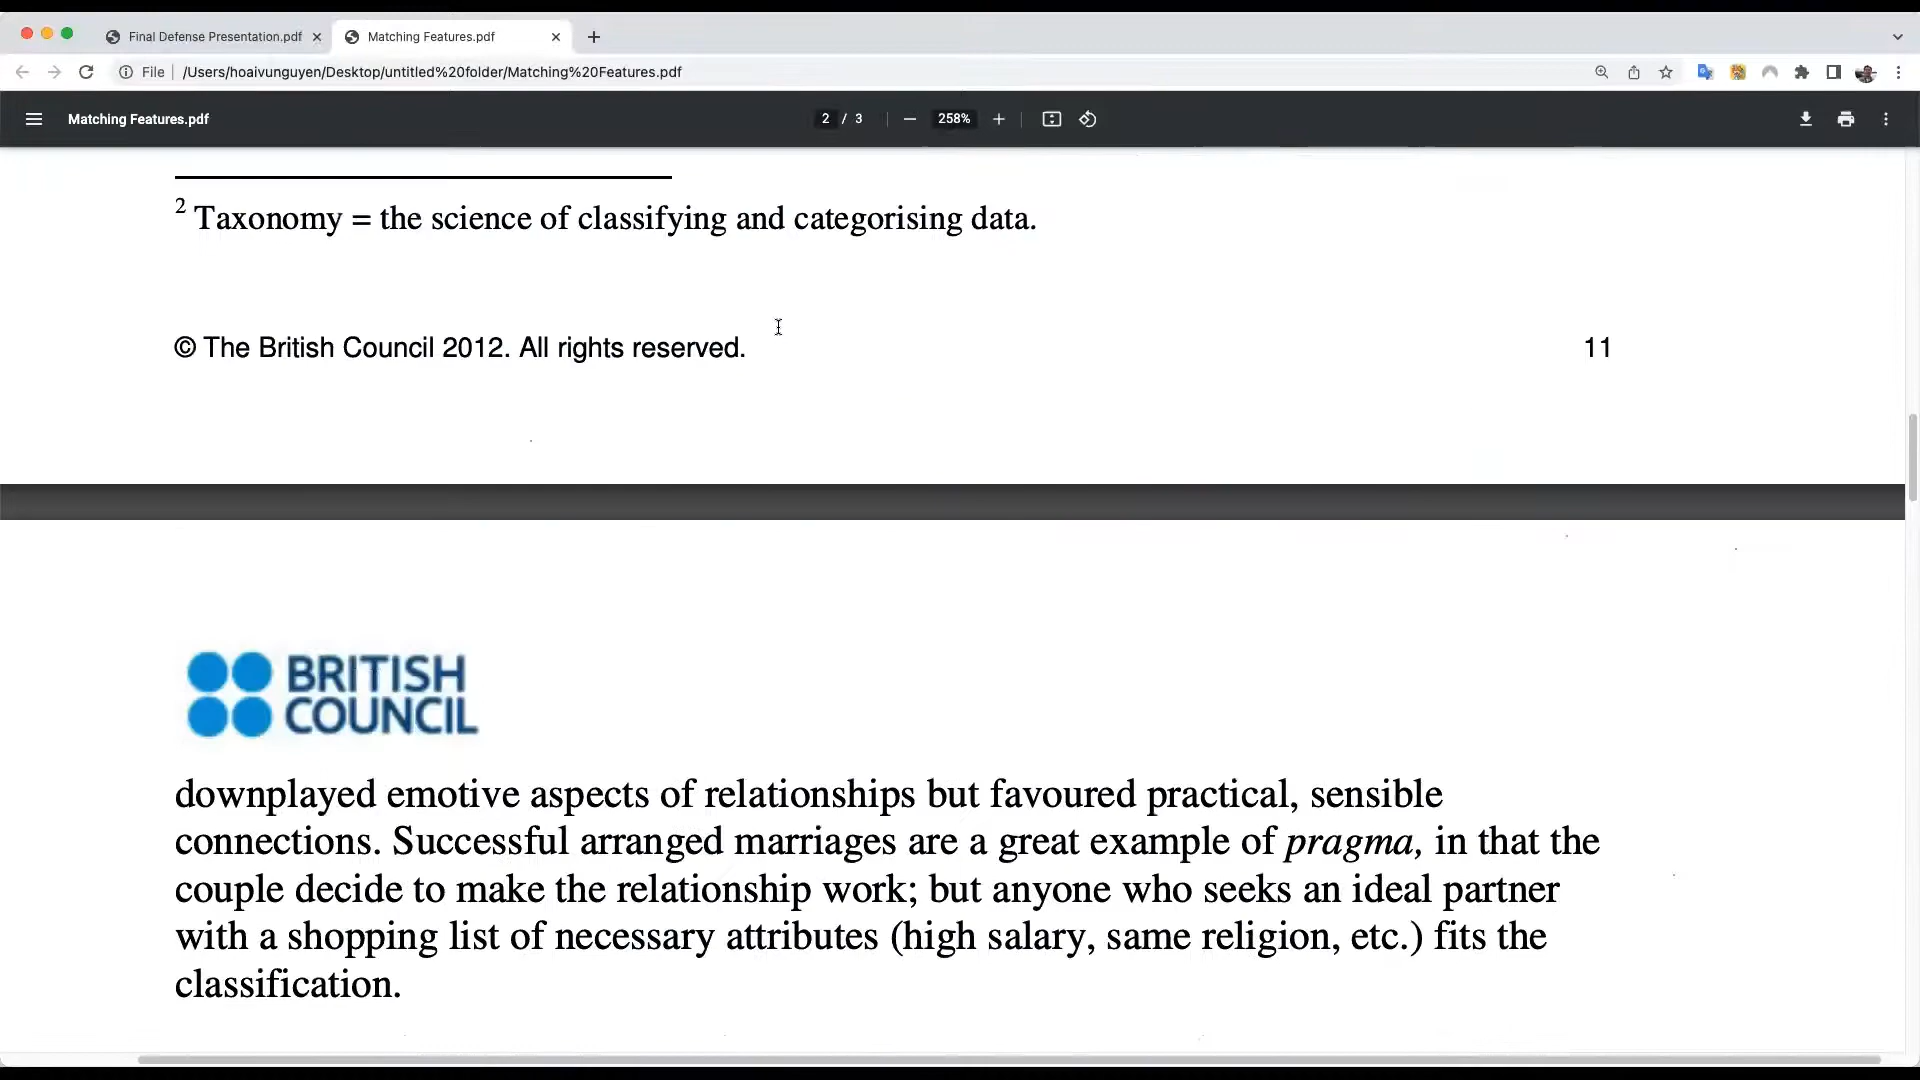 Final Defense Presentation.pdf
Matching Features.pdf
File /Users/hoaivunguyen/Desktop/untitled%20folder/Matching%20Features.pdf
Matching Features.pdf
2 / 3
258%
2 Taxonomy = the science of classifying and categorising data.
© The British Council 2012. All rights reserved. 11
BRITISH
COUNCIL
downplayed emotive aspects of relationships but favoured practical, sensible
connections. Successful arranged marriages are a great example of pragma, in that the
couple decide to make the relationship work; but anyone who seeks an ideal partner
with a shopping list of necessary attributes (high salary, same religion, etc.) fits the
classification.